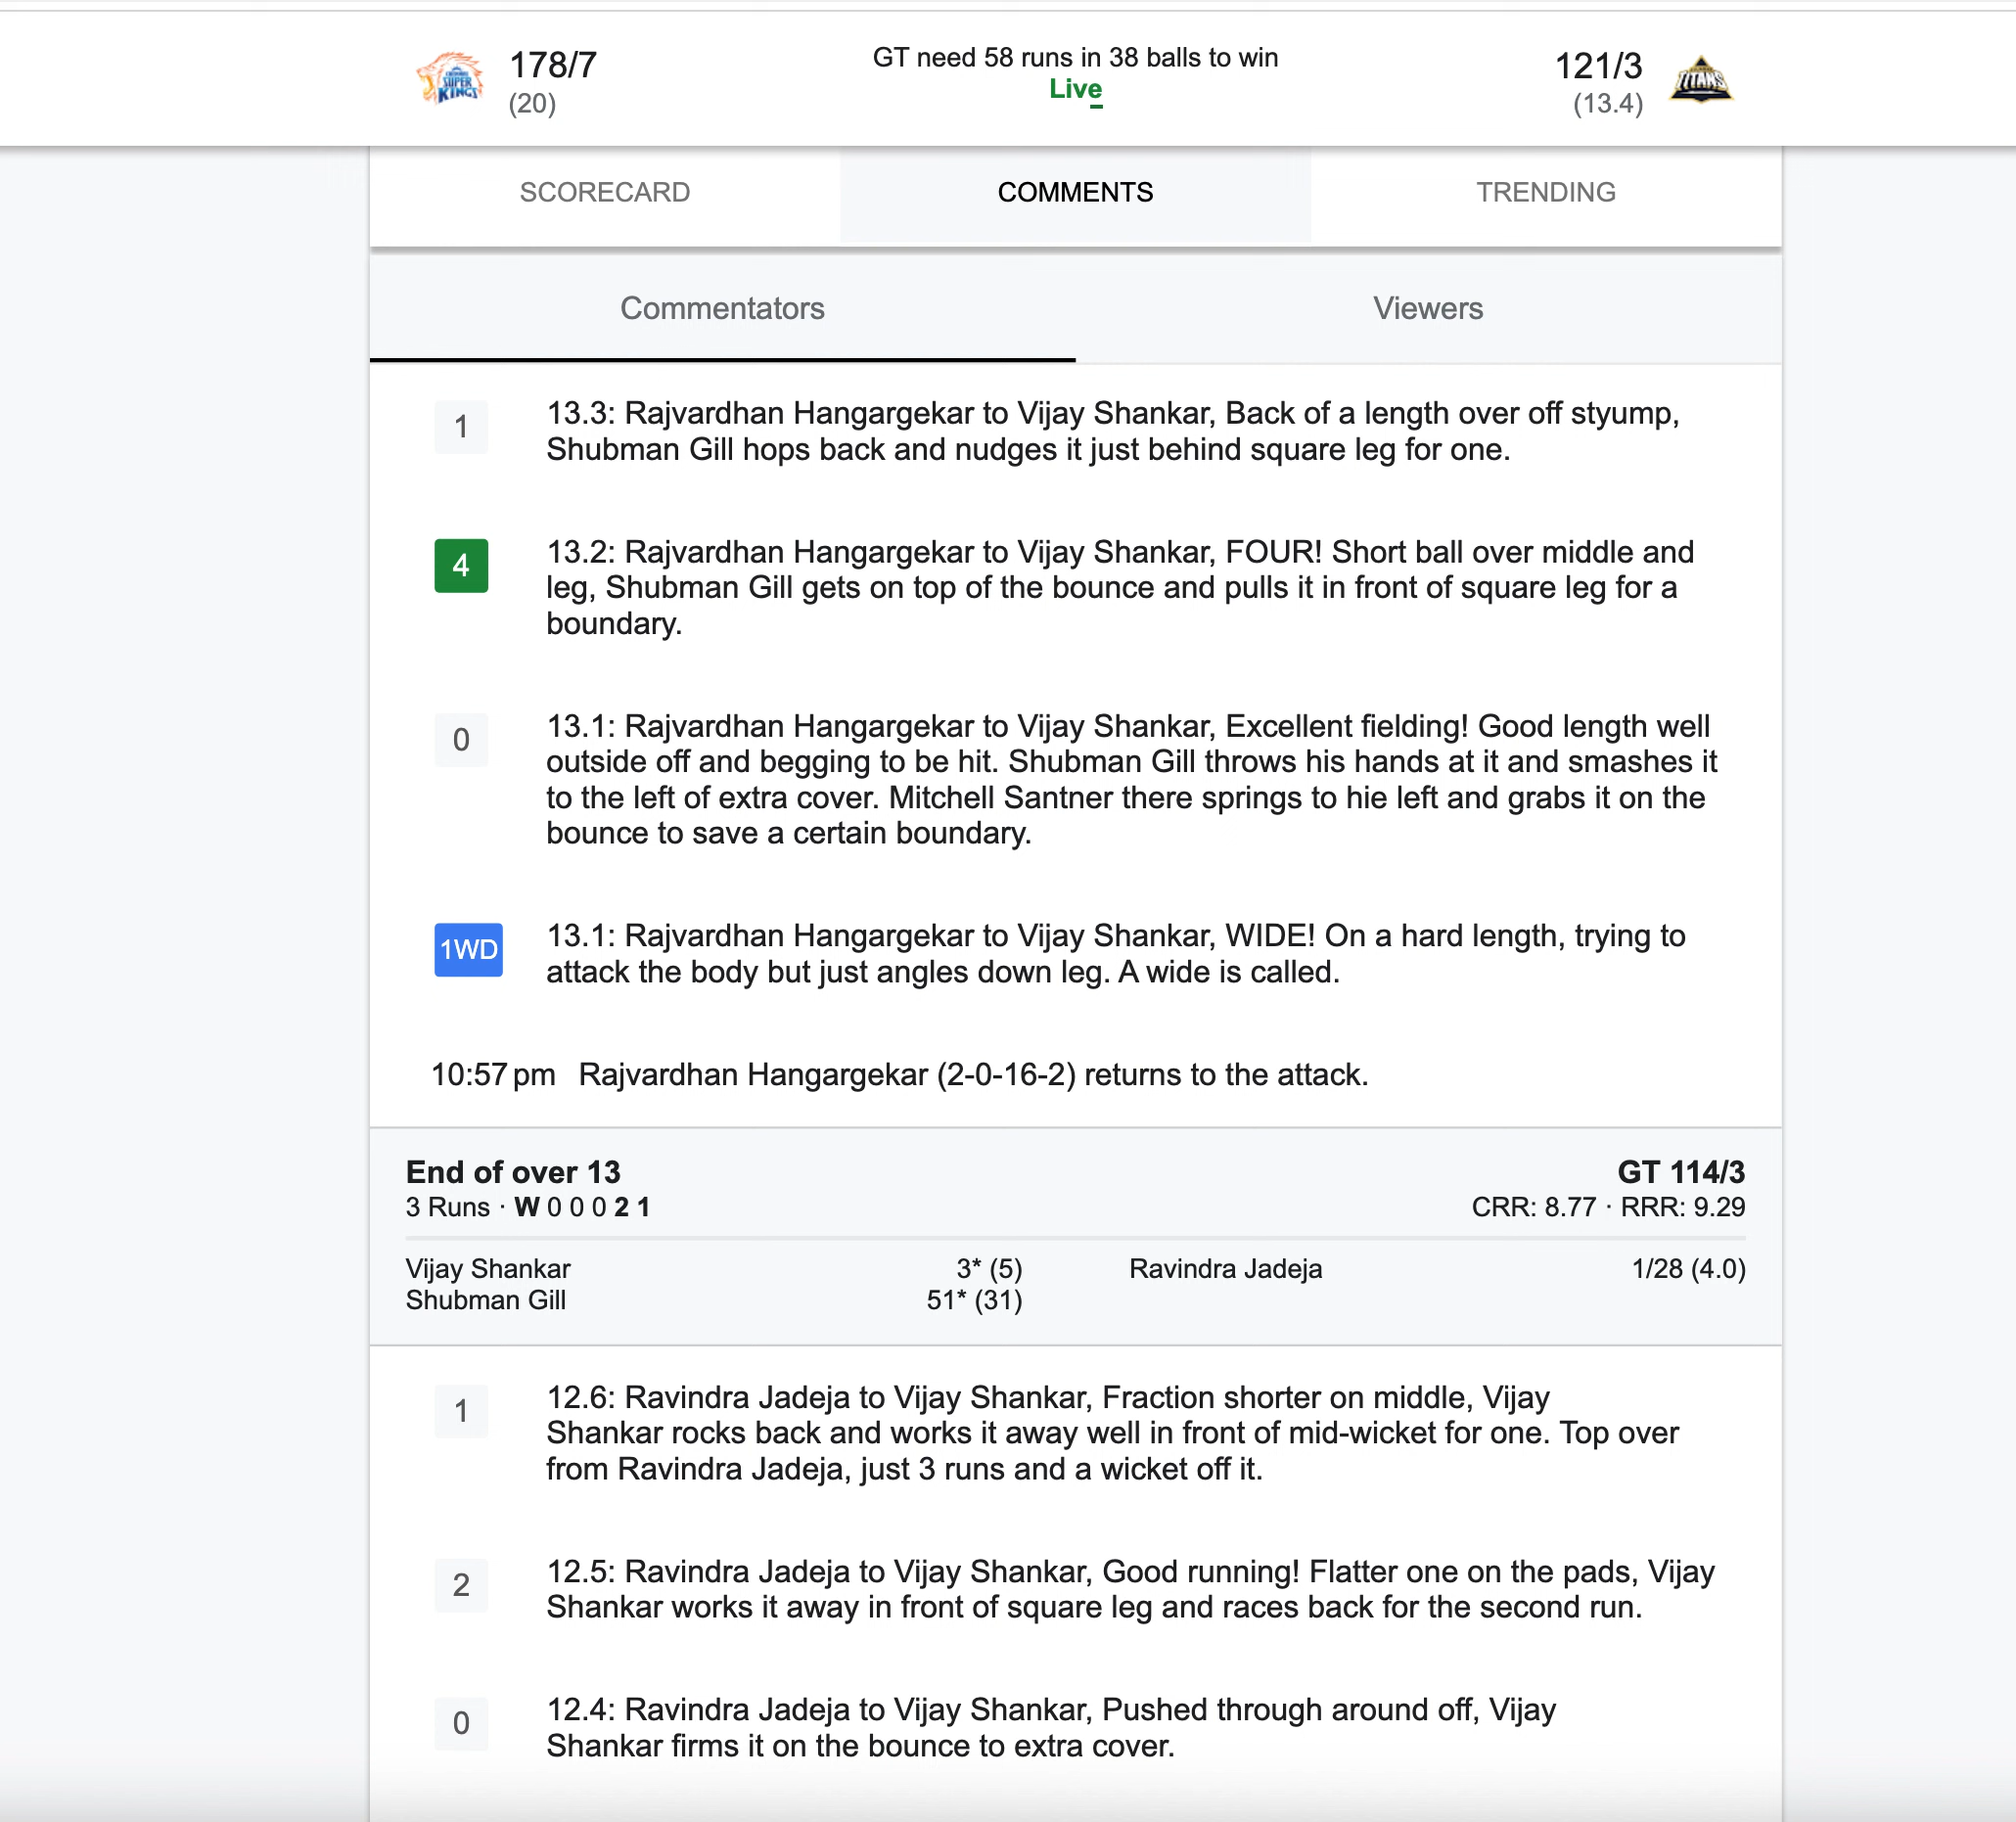 SUPER
KINGS
178/7
(20)
GT need 58 runs in 38 balls to win
Live
121/3
(13.4)
TITANS
SCORECARD
COMMENTS
TRENDING
Commentators
Viewers
1
13.3: Rajvardhan Hangargekar to Vijay Shankar, Back of a length over off styump,
Shubman Gill hops back and nudges it just behind square leg for one.
4
13.2: Rajvardhan Hangargekar to Vijay Shankar, FOUR! Short ball over middle and
leg, Shubman Gill gets on top of the bounce and pulls it in front of square leg for a
boundary.
0
13.1: Rajvardhan Hangargekar to Vijay Shankar, Excellent fielding! Good length well
outside off and begging to be hit. Shubman Gill throws his hands at it and smashes it
to the left of extra cover. Mitchell Santner there springs to hie left and grabs it on the
bounce to save a certain boundary.
1WD
13.1: Rajvardhan Hangargekar to Vijay Shankar, WIDE! On a hard length, trying to
attack the body but just angles down leg. A wide is called.
10:57 pm Rajvardhan Hangargekar (2-0-16-2) returns to the attack.
End of over 13
GT 114/3
3 Runs · W 0 0 0 2 1
CRR: 8.77 · RRR: 9.29
Vijay Shankar 3* (5)
Ravindra Jadeja 1/28 (4.0)
Shubman Gill 51* (31)
1
12.6: Ravindra Jadeja to Vijay Shankar, Fraction shorter on middle, Vijay
Shankar rocks back and works it away well in front of mid-wicket for one. Top over
from Ravindra Jadeja, just 3 runs and a wicket off it.
2
12.5: Ravindra Jadeja to Vijay Shankar, Good running! Flatter one on the pads, Vijay
Shankar works it away in front of square leg and races back for the second run.
0
12.4: Ravindra Jadeja to Vijay Shankar, Pushed through around off, Vijay
Shankar firms it on the bounce to extra cover.